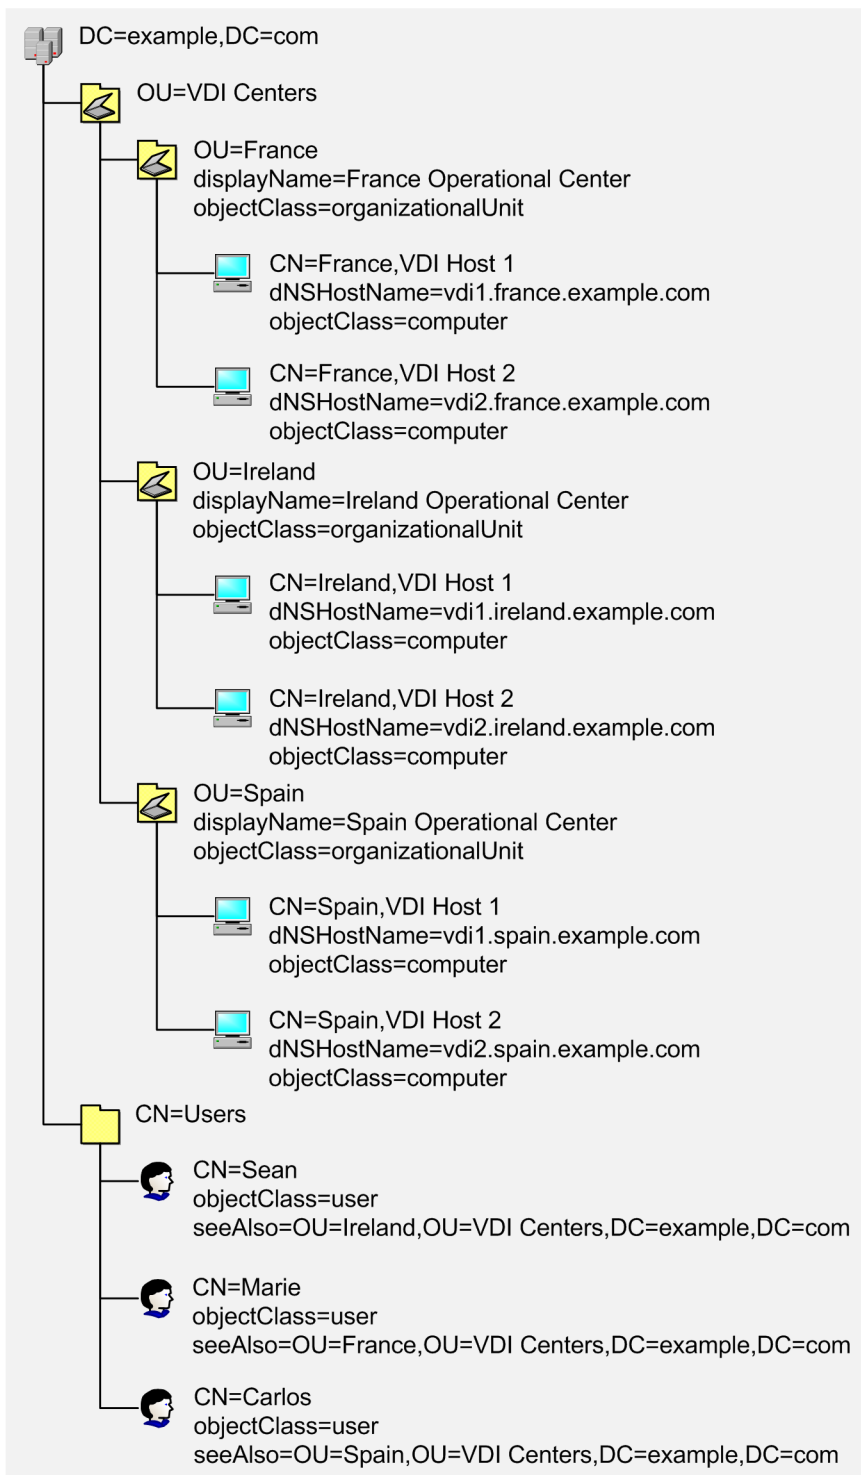 DC=example,DC=com
OU=VDI Centers
OU=France
displayName=France Operational Center
objectClass=organizationalUnit
CN=France,VDI Host 1
dNSHostName=vdi1.france.example.com
objectClass=computer
CN=France,VDI Host 2
dNSHostName=vdi2.france.example.com
objectClass=computer
OU=Ireland
displayName=Ireland Operational Center
objectClass=organizationalUnit
CN=Ireland,VDI Host 1
dNSHostName=vdi1.ireland.example.com
objectClass=computer
CN=Ireland,VDI Host 2
dNSHostName=vdi2.ireland.example.com
objectClass=computer
OU=Spain
displayName=Spain Operational Center
objectClass=organizationalUnit
CN=Spain,VDI Host 1
dNSHostName=vdi1.spain.example.com
objectClass=computer
CN=Spain,VDI Host 2
dNSHostName=vdi2.spain.example.com
objectClass=computer
CN=Users
CN=Sean
objectClass=user
seeAlso=OU=Ireland,OU=VDI Centers,DC=example,DC=com
CN=Marie
objectClass=user
seeAlso=OU=France,OU=VDI Centers,DC=example,DC=com
CN=Carlos
objectClass=user
seeAlso=OU=Spain,OU=VDI Centers,DC=example,DC=com